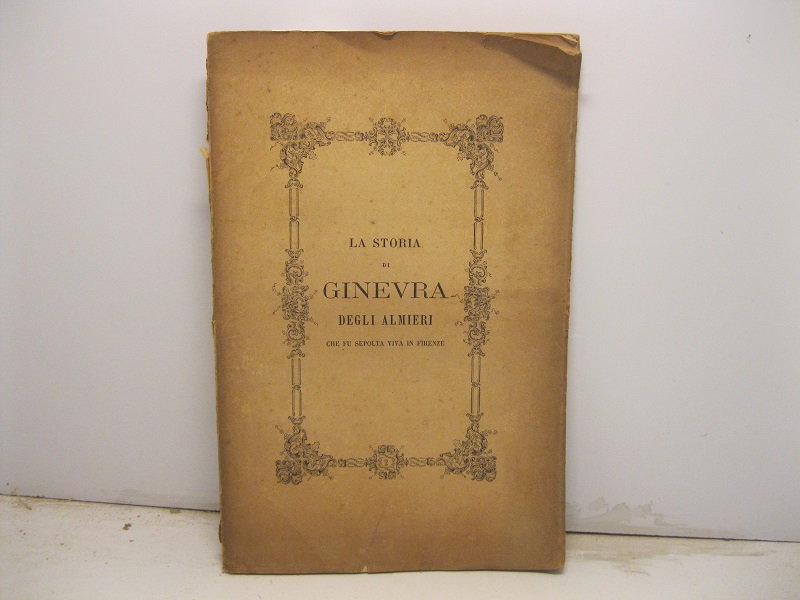 LA STORIA
DI
GINEVRA
DEGLI ALMIERI
CHE FU SEPOLTA VIVA IN FIRENZE